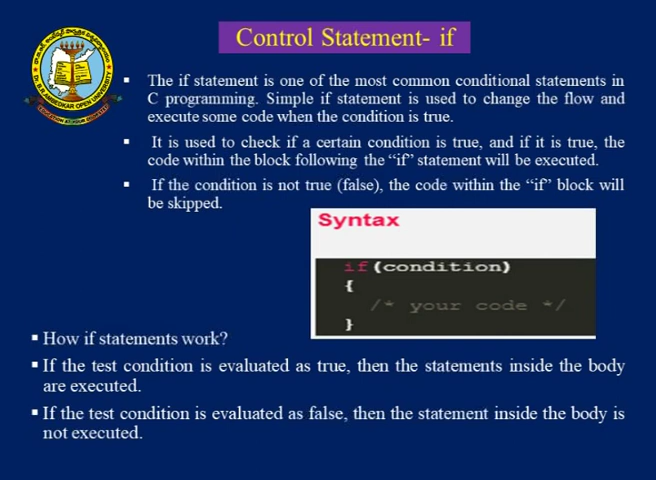 Control Statement- if
Dr. B.R. AMBEDKAR OPEN UNIVERSITY
▪ The if statement is one of the most common conditional statements in
C programming. Simple if statement is used to change the flow and
execute some code when the condition is true.
▪ It is used to check if a certain condition is true, and if it is true, the
code within the block following the “if” statement will be executed.
▪ If the condition is not true (false), the code within the “if” block will
be skipped.
Syntax
if(condition)
{
/* your code */
}
▪ How if statements work?
▪ If the test condition is evaluated as true, then the statements inside the body
are executed.
▪ If the test condition is evaluated as false, then the statement inside the body is
not executed.